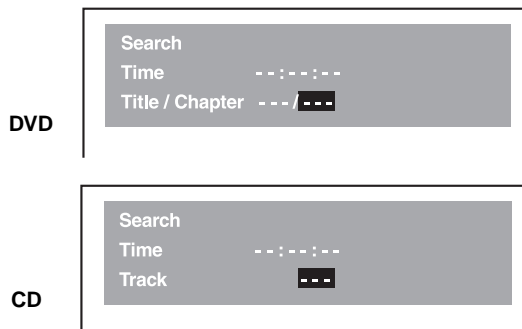 Search
Time --:--:--
Title / Chapter ---/---
DVD
Search
Time --:--:--
Track ---
CD